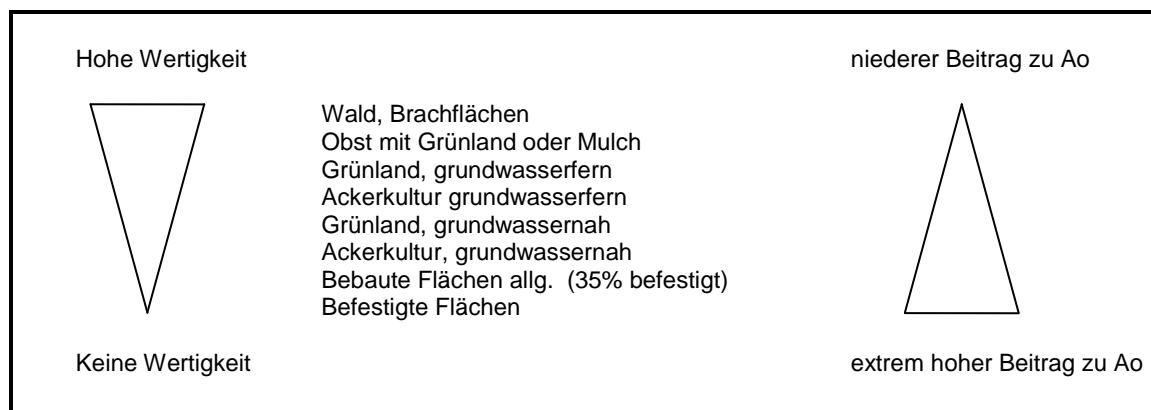 Hohe Wertigkeit
niederer Beitrag zu Ao
Wald, Brachflächen
Obst mit Grünland oder Mulch
Grünland, grundwasserfern
Ackerkultur grundwasserfern
Grünland, grundwassernah
Ackerkultur, grundwassernah
Bebaute Flächen allg. (35% befestigt)
Befestigte Flächen
Keine Wertigkeit
extrem hoher Beitrag zu Ao